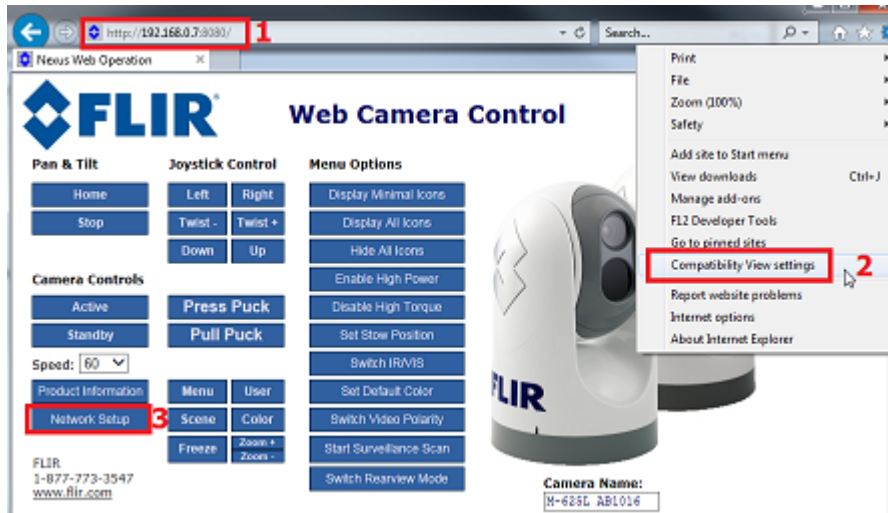 http://192.168.0.7:8080/
1
Search...
Nexus Web Operation
FLIR
Web Camera Control
Pan & Tilt
Home
Stop
Camera Controls
Active
Standby
Speed: 60
Product Information
Network Setup
3
FLIR
1-877-773-3547
www.flir.com
Joystick Control
Left Right
Twist - Twist +
Down Up
Press Puck
Pull Puck
Menu User
Scene Color
Freeze Zoom +
Zoom -
Menu Options
Display Minimal Icons
Display All Icons
Hide All Icons
Enable High Power
Disable High Torque
Set Stow Position
Switch IR/VIS
Set Default Color
Switch Video Polarity
Start Surveillance Scan
Switch Rearview Mode
FLIR
Camera Name:
M-625L AB1016
Print
File
Zoom (100%)
Safety
Add site to Start menu
View downloads Ctrl+J
Manage add-ons
F12 Developer Tools
Go to pinned sites
Compatibility View settings
2
Report website problems
Internet options
About Internet Explorer